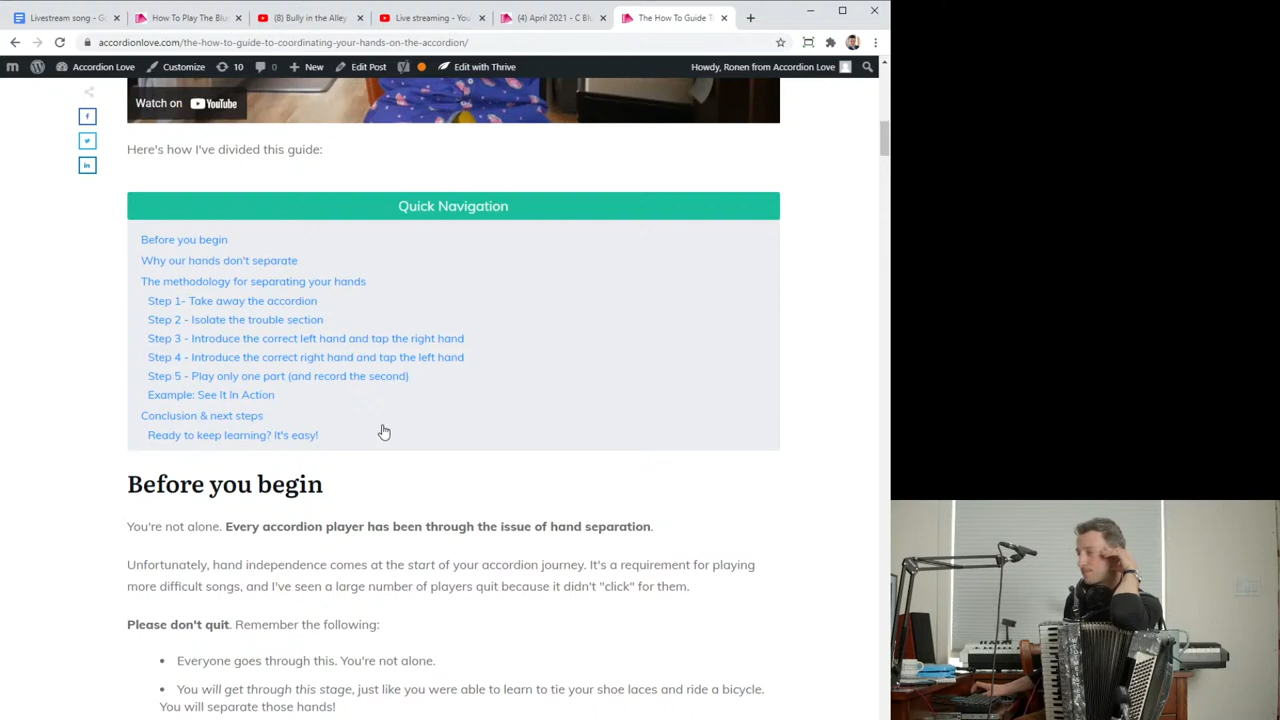 Livestream song - G
How To Play The Blu
(8) Bully in the Alley
Live streaming - You
(4) April 2021 - C Bl
The How To Guide T
accordionlove.com/the-how-to-guide-to-coordinating-your-hands-on-the-accordion/
Accordion Love
Customize
10
0
New
Edit Post
Edit with Thrive
Howdy, Ronen from Accordion Love
Watch on YouTube
Here's how I've divided this guide:
Quick Navigation
Before you begin
Why our hands don't separate
The methodology for separating your hands
Step 1- Take away the accordion
Step 2 - Isolate the trouble section
Step 3 - Introduce the correct left hand and tap the right hand
Step 4 - Introduce the correct right hand and tap the left hand
Step 5 - Play only one part (and record the second)
Example: See It In Action
Conclusion & next steps
Ready to keep learning? It's easy!
Before you begin
You're not alone. Every accordion player has been through the issue of hand separation.
Unfortunately, hand independence comes at the start of your accordion journey. It's a requirement for playing
more difficult songs, and I've seen a large number of players quit because it didn't "click" for them.
Please don't quit. Remember the following:
• Everyone goes through this. You're not alone.
• You will get through this stage, just like you were able to learn to tie your shoe laces and ride a bicycle.
You will separate those hands!